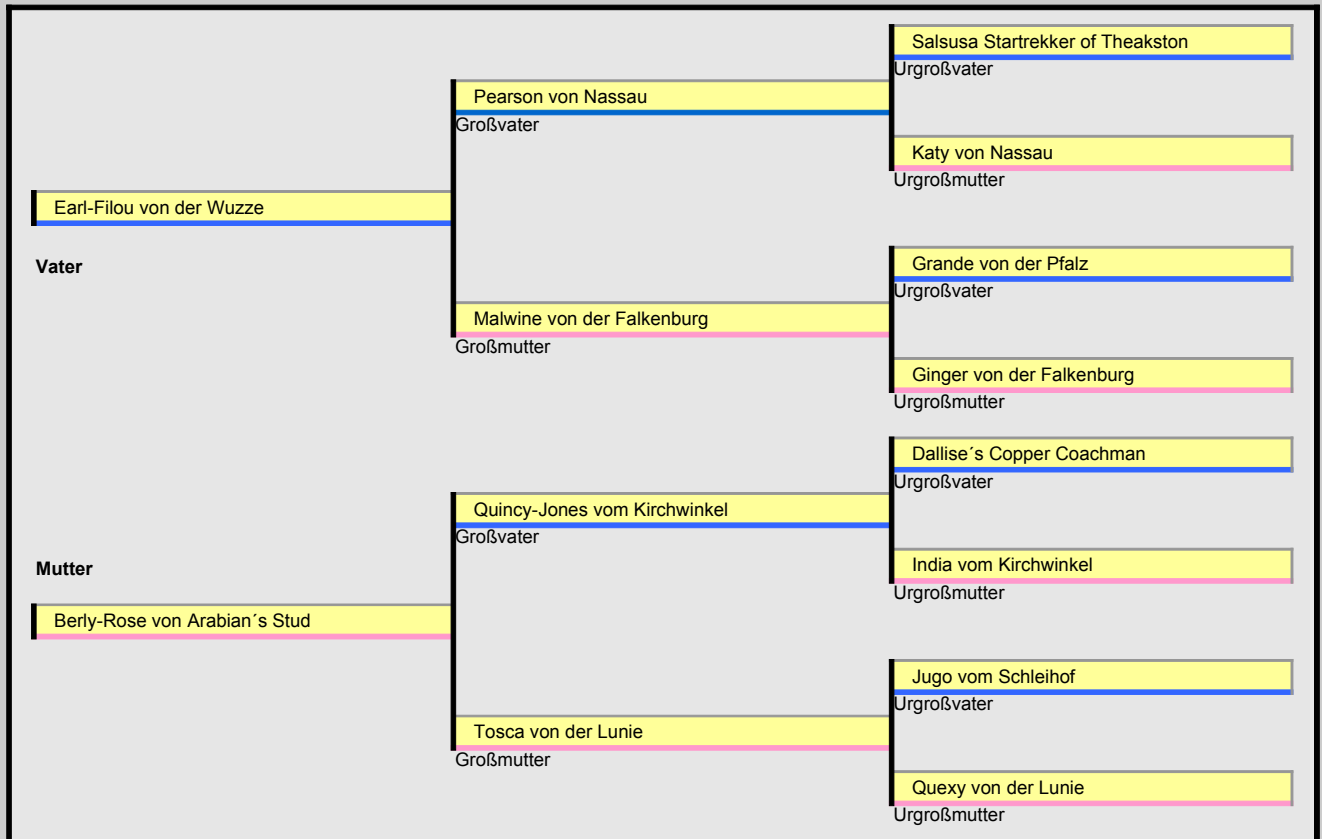 Salsusa Startrekker of Theakston
Urgroßvater
Pearson von Nassau
Großvater
Katy von Nassau
Urgroßmutter
Earl-Filou von der Wuzze
Vater
Grande von der Pfalz
Urgroßvater
Malwine von der Falkenburg
Großmutter
Ginger von der Falkenburg
Urgroßmutter
Dallise´s Copper Coachman
Urgroßvater
Quincy-Jones vom Kirchwinkel
Großvater
India vom Kirchwinkel
Urgroßmutter
Mutter
Berly-Rose von Arabian´s Stud
Jugo vom Schleihof
Urgroßvater
Tosca von der Lunie
Großmutter
Quexy von der Lunie
Urgroßmutter